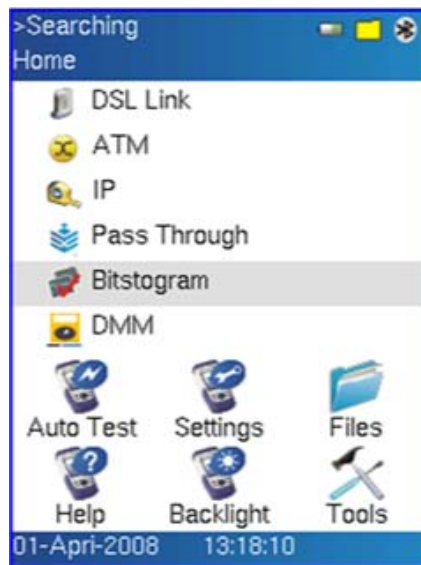 >Searching
Home
DSL Link
ATM
IP
Pass Through
Bitstogram
DMM
Auto Test Settings Files
Help Backlight Tools
01-Apri-2008 13:18:10